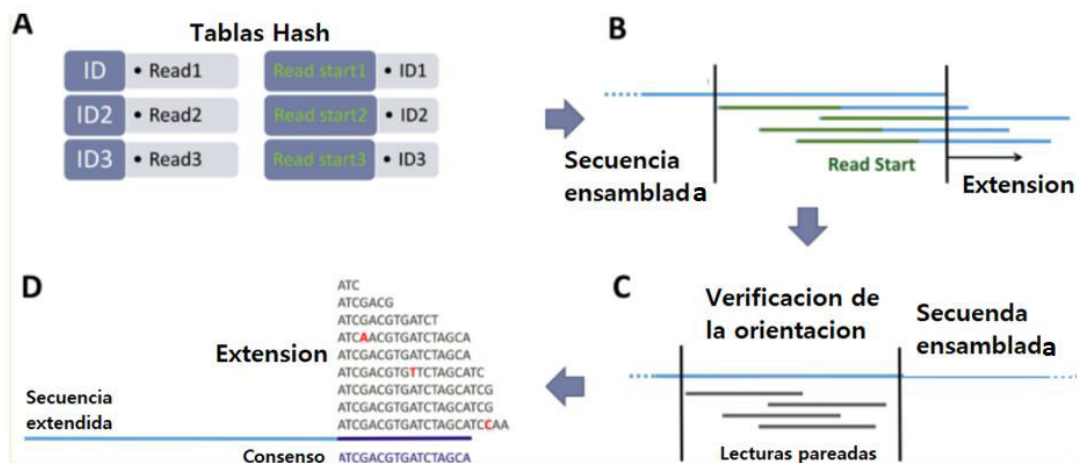 A
Tablas Hash
ID • Read1
Read start1 • ID1
ID2 • Read2
Read start2 • ID2
ID3 • Read3
Read start3 • ID3
B
Secuencia
ensamblada
Read Start
Extension
C
Verificacion de
la orientacion
Secuenda
ensamblada
Lecturas pareadas
D
Extension
ATC
ATCGACG
ATCGACGTGATCT
ATCAACGTGATCTAGCA
ATCGACGTGATCTAGCA
ATCGACGTGTTCTAGCATC
ATCGACGTGATCTAGCATCG
ATCGACGTGATCTAGCATCG
ATCGACGTGATCTAGCATCCAA
Secuencia
extendida
Consenso
ATCGACGTGATCTAGCA